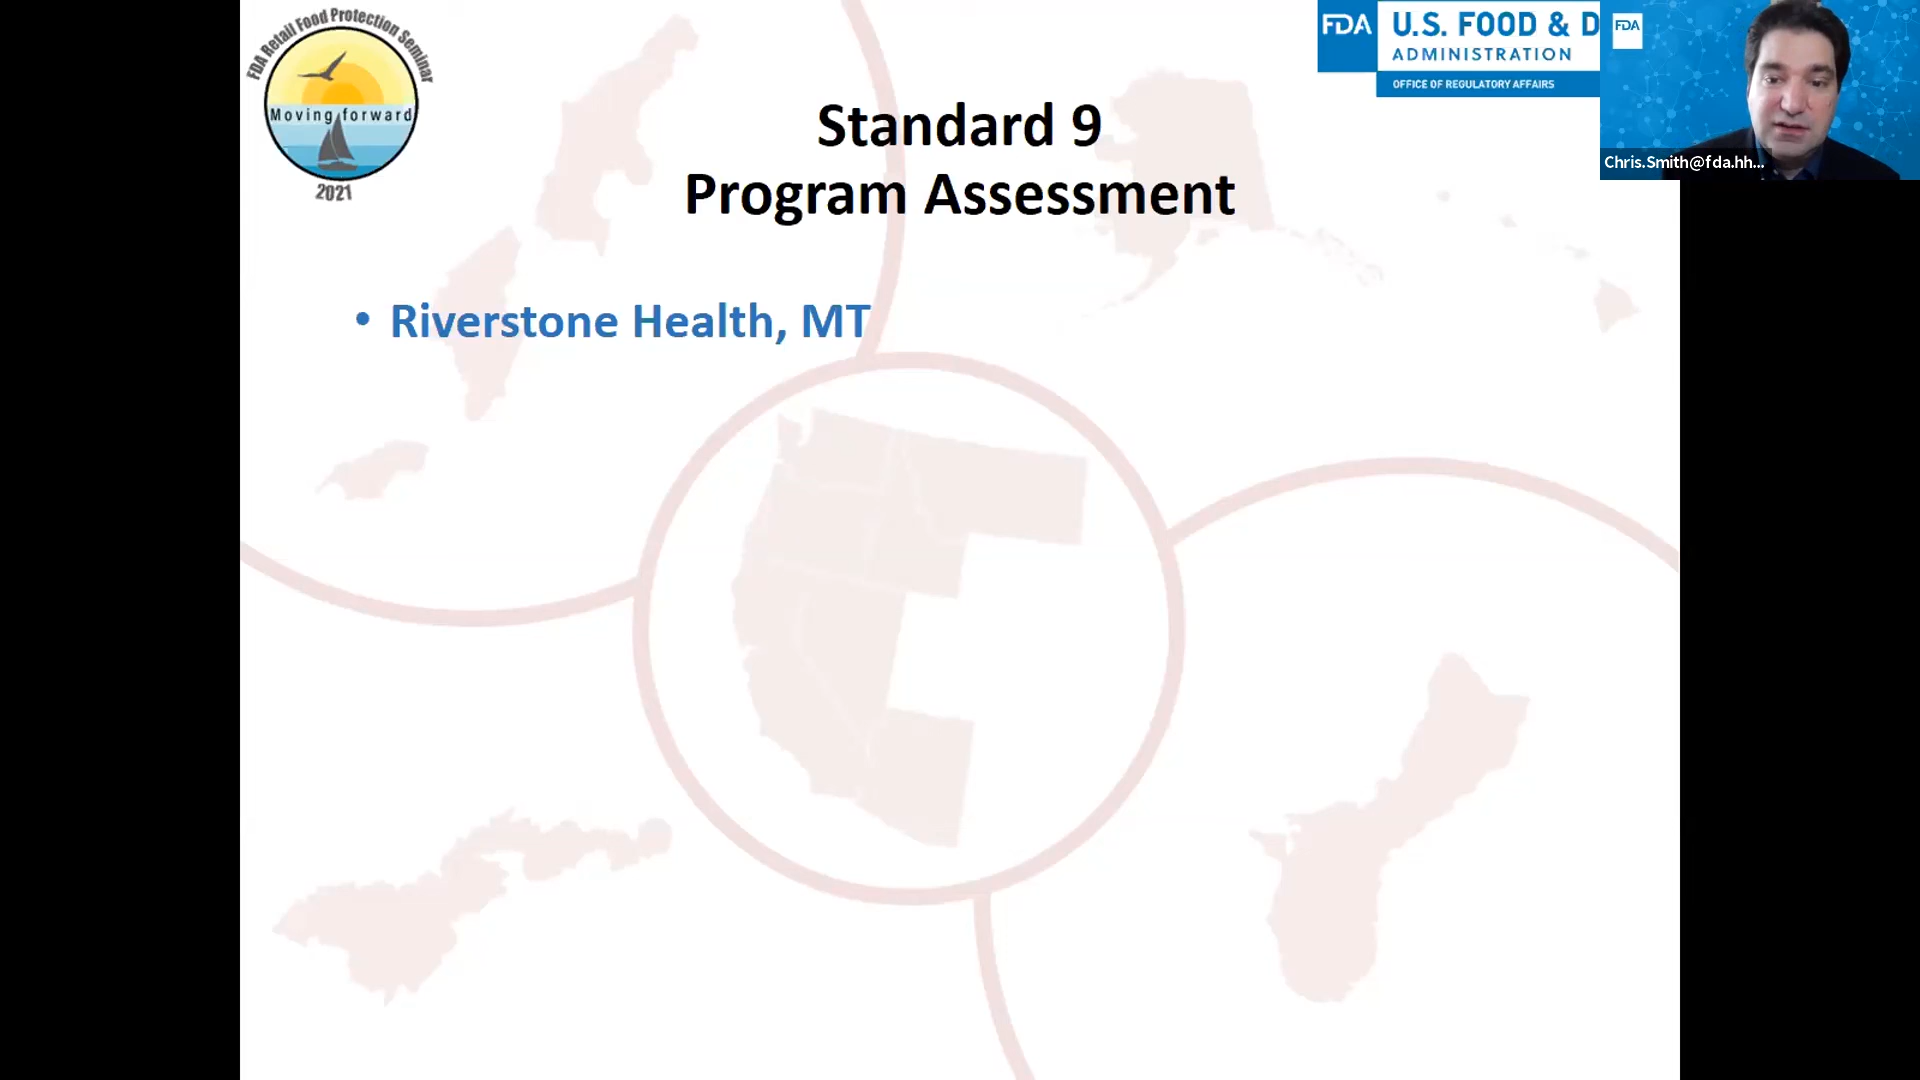 FDA Retail Food Protection Seminar
Moving forward
2021
FDA
U.S. FOOD & D
ADMINISTRATION
OFFICE OF REGULATORY AFFAIRS
FDA
Chris.Smith@fda.hh...
Standard 9
Program Assessment
• Riverstone Health, MT